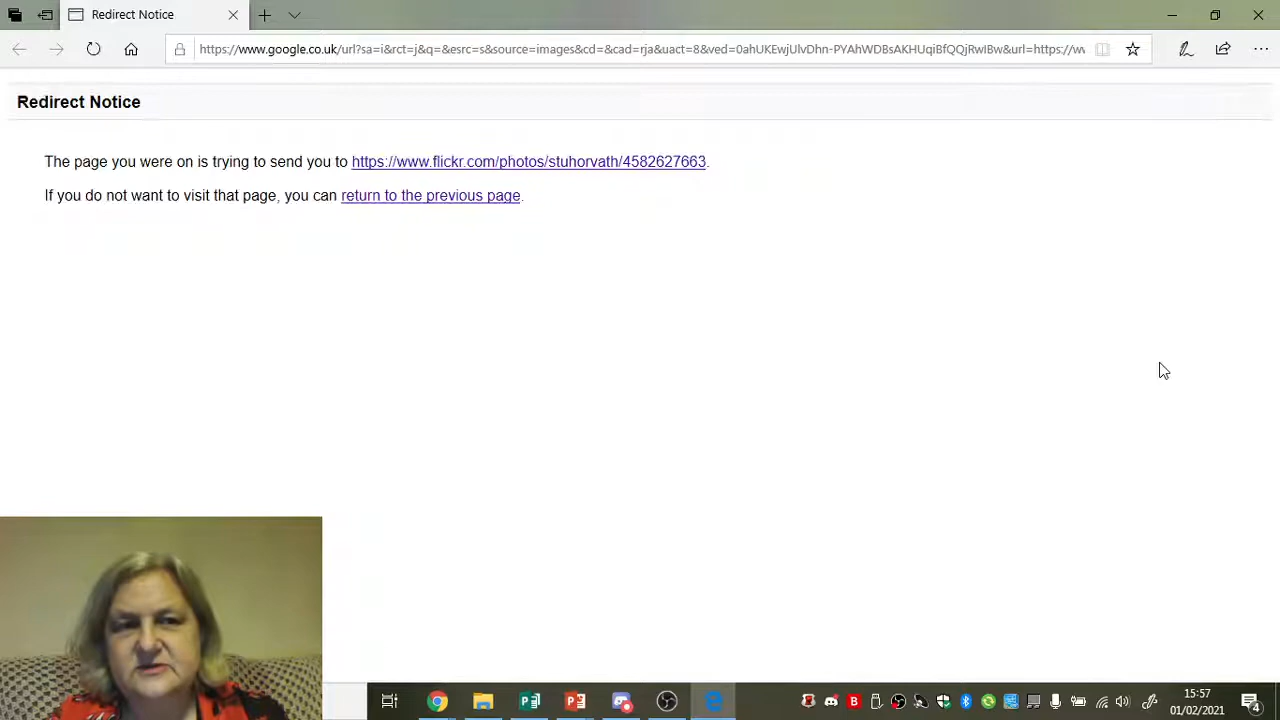 Redirect Notice
https://www.google.co.uk/url?sa=i&rct=j&q=&esrc=s&source=images&cd=&cad=rja&uact=8&ved=0ahUKEwjUlvDhn-PYAhWDBsAKHUqiBfQQjRwIBw&url=https://w
Redirect Notice
The page you were on is trying to send you to https://www.flickr.com/photos/stuhorvath/4582627663.
If you do not want to visit that page, you can return to the previous page.
15:57
01/02/2021
4